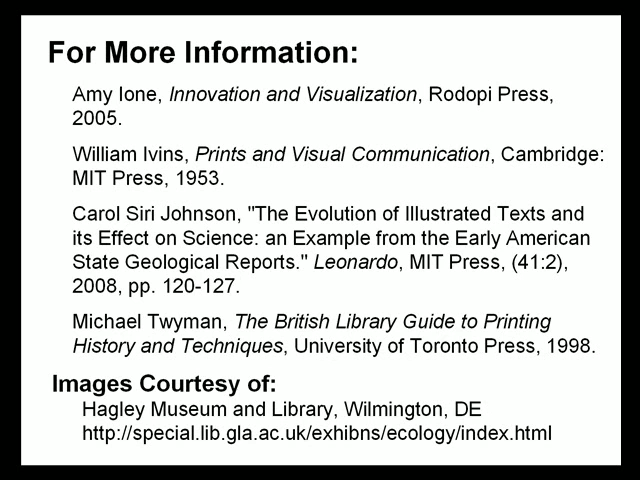 For More Information:
Amy Ione, Innovation and Visualization, Rodopi Press,
2005.
William Ivins, Prints and Visual Communication, Cambridge:
MIT Press, 1953.
Carol Siri Johnson, "The Evolution of Illustrated Texts and
its Effect on Science: an Example from the Early American
State Geological Reports." Leonardo, MIT Press, (41:2),
2008, pp. 120-127.
Michael Twyman, The British Library Guide to Printing
History and Techniques, University of Toronto Press, 1998.
Images Courtesy of:
Hagley Museum and Library, Wilmington, DE
http://special.lib.gla.ac.uk/exhibns/ecology/index.html